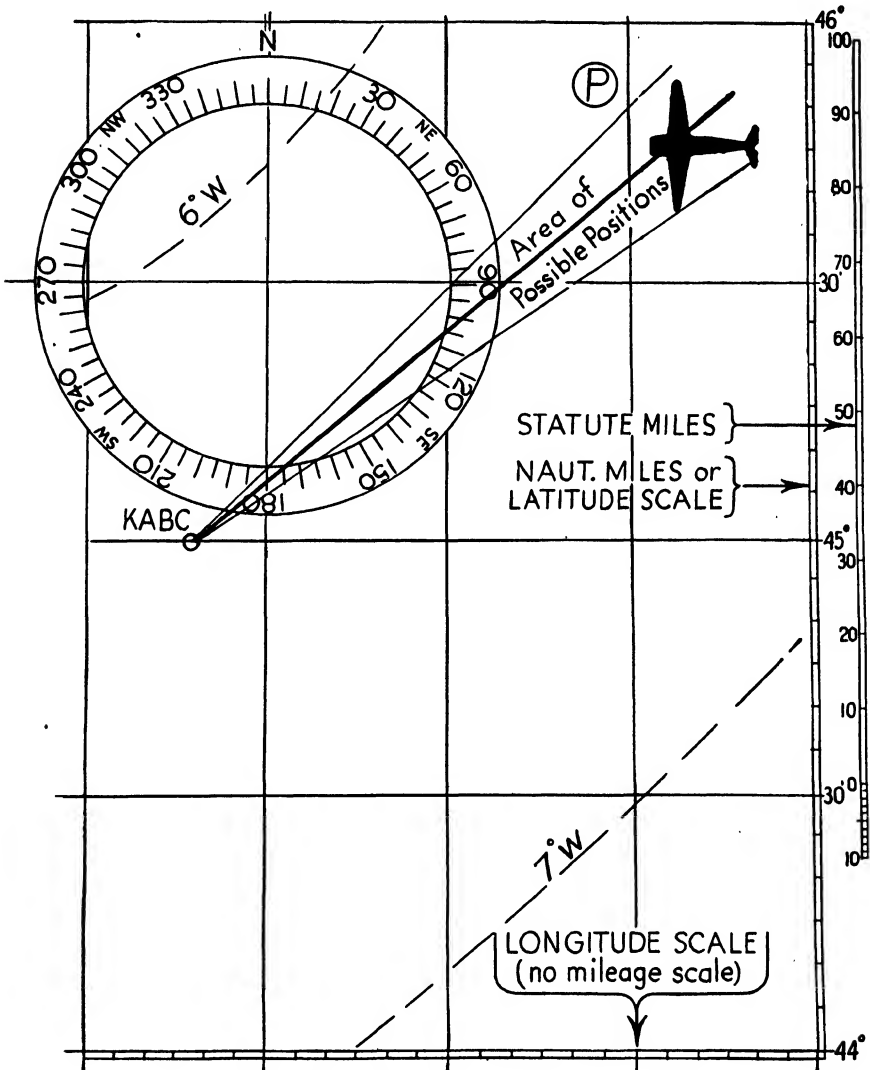 46°
100
N
P
330
30
NW
NE
90
300
60
80
6°W
Area of
Possible Positions
270
90
70
30'
60
240
120
50
STATUTE MILES
SW
SE
210
150
NAUT. MILES or
LATITUDE SCALE
40
180
KABC
45°
30
20
10
30'
0
7°W
10
LONGITUDE SCALE
(no mileage scale)
44°